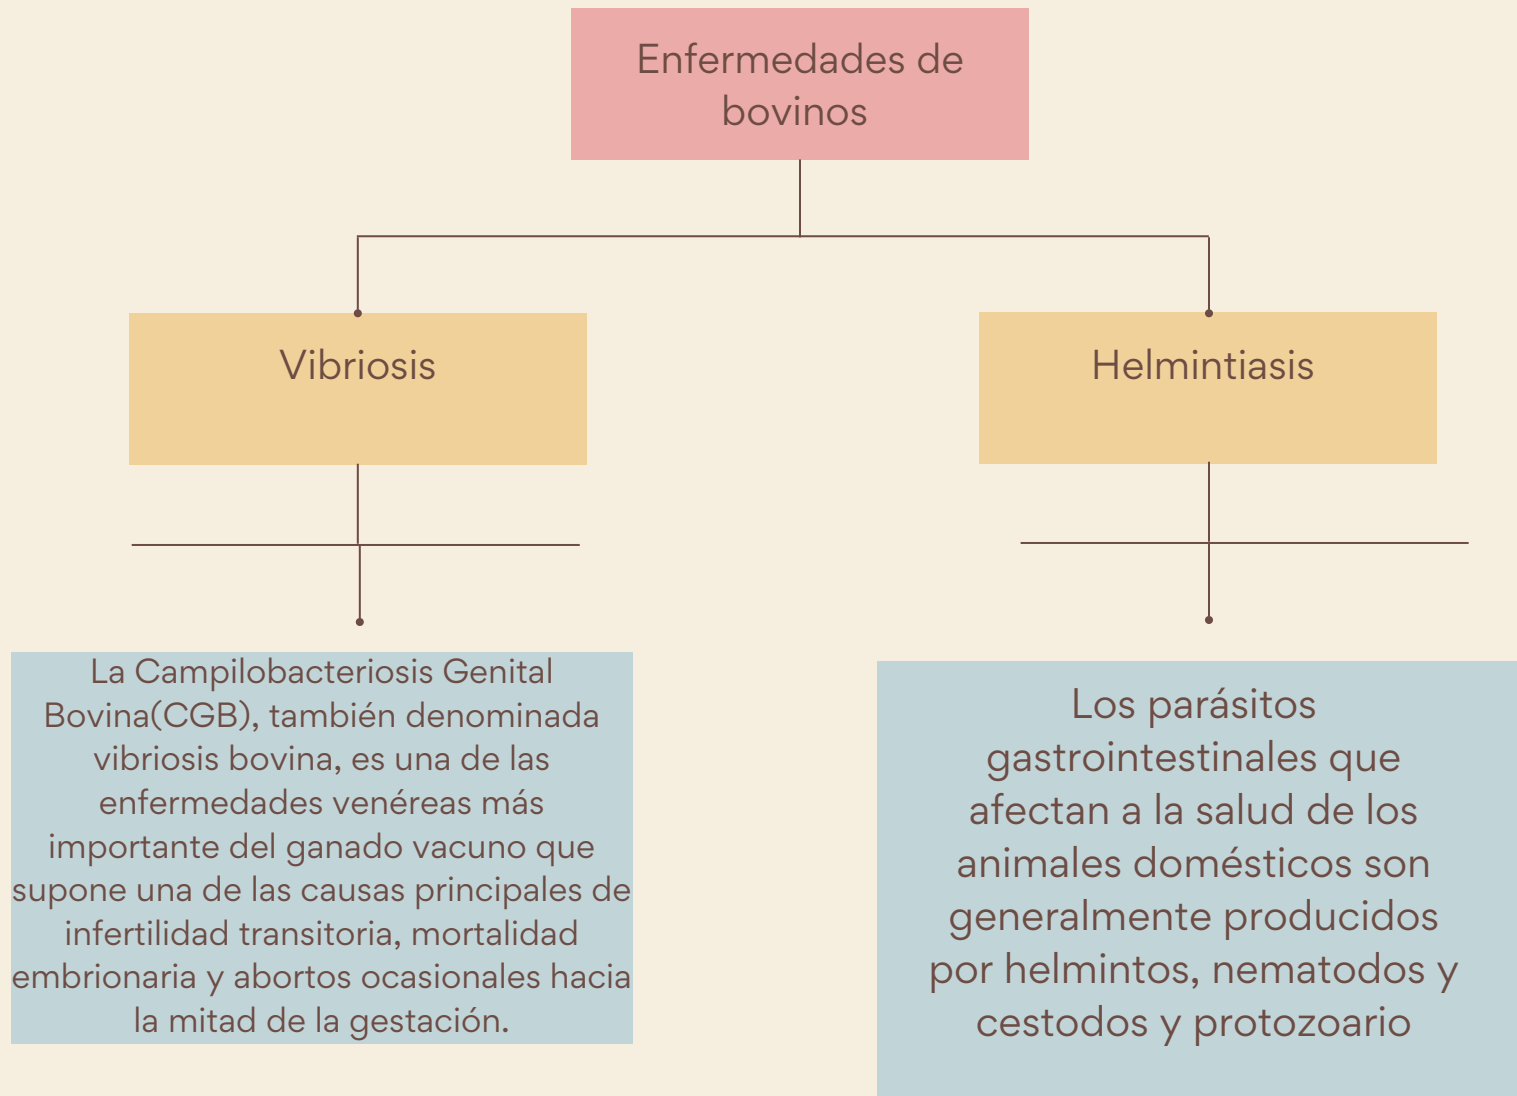 Enfermedades de
bovinos
Vibriosis
Helmintiasis
La Campilobacteriosis Genital
Bovina(CGB), también denominada
vibriosis bovina, es una de las
enfermedades venéreas más
importante del ganado vacuno que
supone una de las causas principales de
infertilidad transitoria, mortalidad
embrionaria y abortos ocasionales hacia
la mitad de la gestación.
Los parásitos
gastrointestinales que
afectan a la salud de los
animales domésticos son
generalmente producidos
por helmintos, nematodos y
cestodos y protozoario